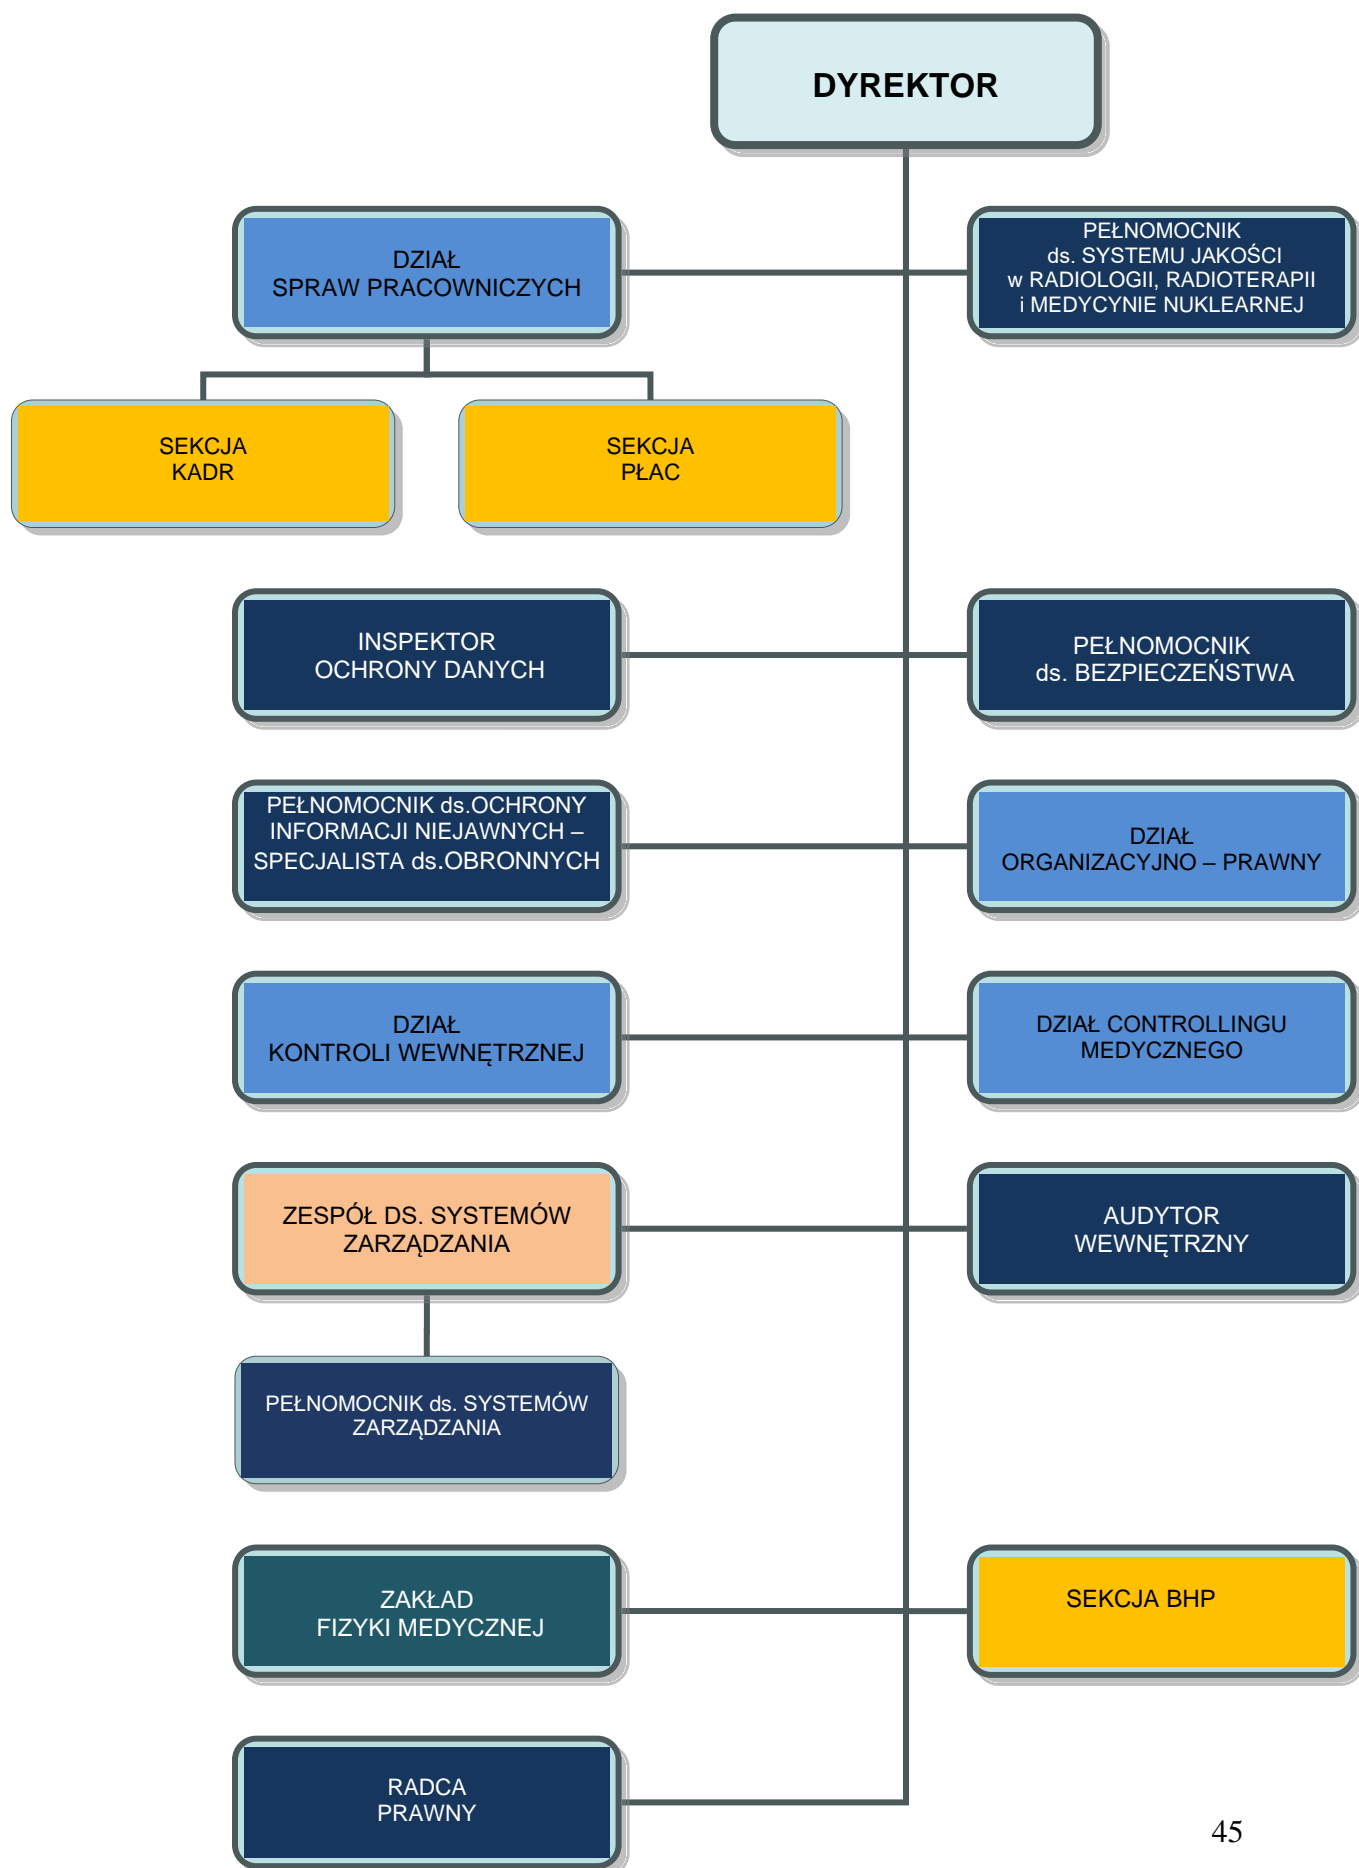 DYREKTOR
DZIAŁ
SPRAW PRACOWNICZYCH
PEŁNOMOCNIK
ds. SYSTEMU JAKOŚCI
w RADIOLOGII, RADIOTERAPII
i MEDYCYNIE NUKLEARNEJ
SEKCJA
KADR
SEKCJA
PŁAC
INSPEKTOR
OCHRONY DANYCH
PEŁNOMOCNIK
ds. BEZPIECZEŃSTWA
PEŁNOMOCNIK ds.OCHRONY
INFORMACJI NIEJAWNYCH –
SPECJALISTA ds.OBRONNYCH
DZIAŁ
ORGANIZACYJNO – PRAWNY
DZIAŁ
KONTROLI WEWNĘTRZNEJ
DZIAŁ CONTROLLINGU
MEDYCZNEGO
ZESPÓŁ DS. SYSTEMÓW
ZARZĄDZANIA
AUDYTOR
WEWNĘTRZNY
PEŁNOMOCNIK ds. SYSTEMÓW
ZARZĄDZANIA
ZAKŁAD
FIZYKI MEDYCZNEJ
SEKCJA BHP
RADCA
PRAWNY
45